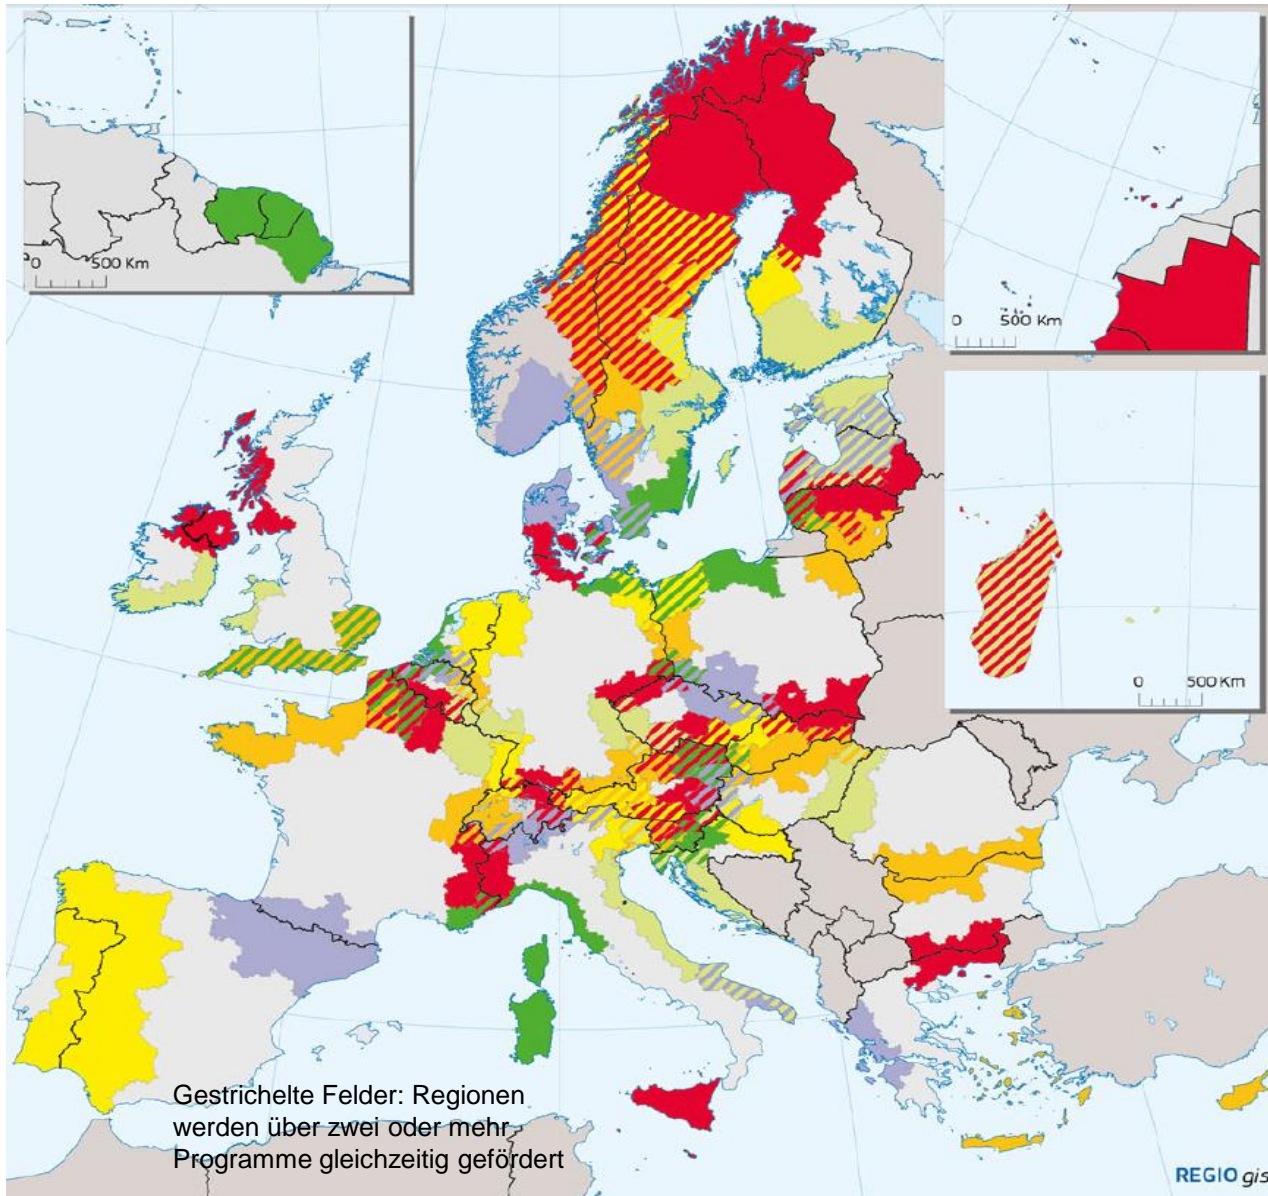 0 500 Km
0 500 Km
0 500 Km
Gestrichelte Felder: Regionen
werden über zwei oder mehr
Programme gleichzeitig gefördert
REGIO gis